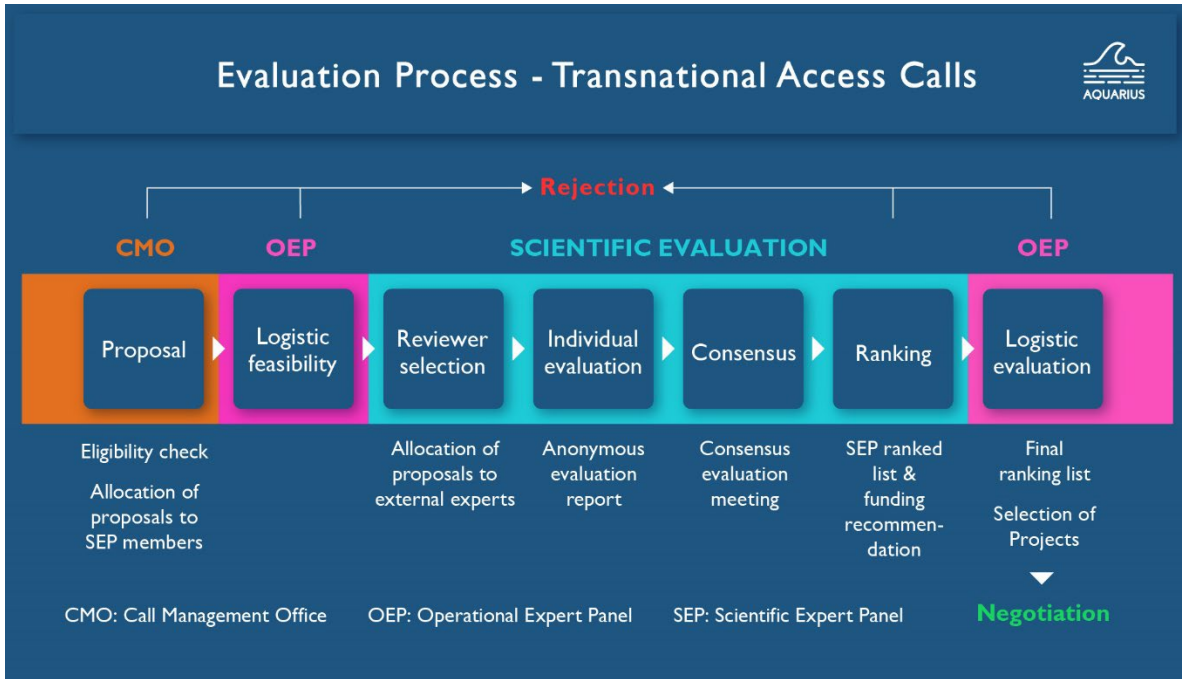 Evaluation Process - Transnational Access Calls
AQUARIUS
Rejection
CMO
OEP
SCIENTIFIC EVALUATION
OEP
Proposal
Logistic
feasibility
Reviewer
selection
Individual
evaluation
Consensus
Ranking
Logistic
evaluation
Eligibility check
Allocation of
proposals to
SEP members
Allocation of
proposals to
external experts
Anonymous
evaluation
report
Consensus
evaluation
meeting
SEP ranked
list &
funding
recommen-
dation
Final
ranking list
Selection of
Projects
Negotiation
CMO: Call Management Office
OEP: Operational Expert Panel
SEP: Scientific Expert Panel